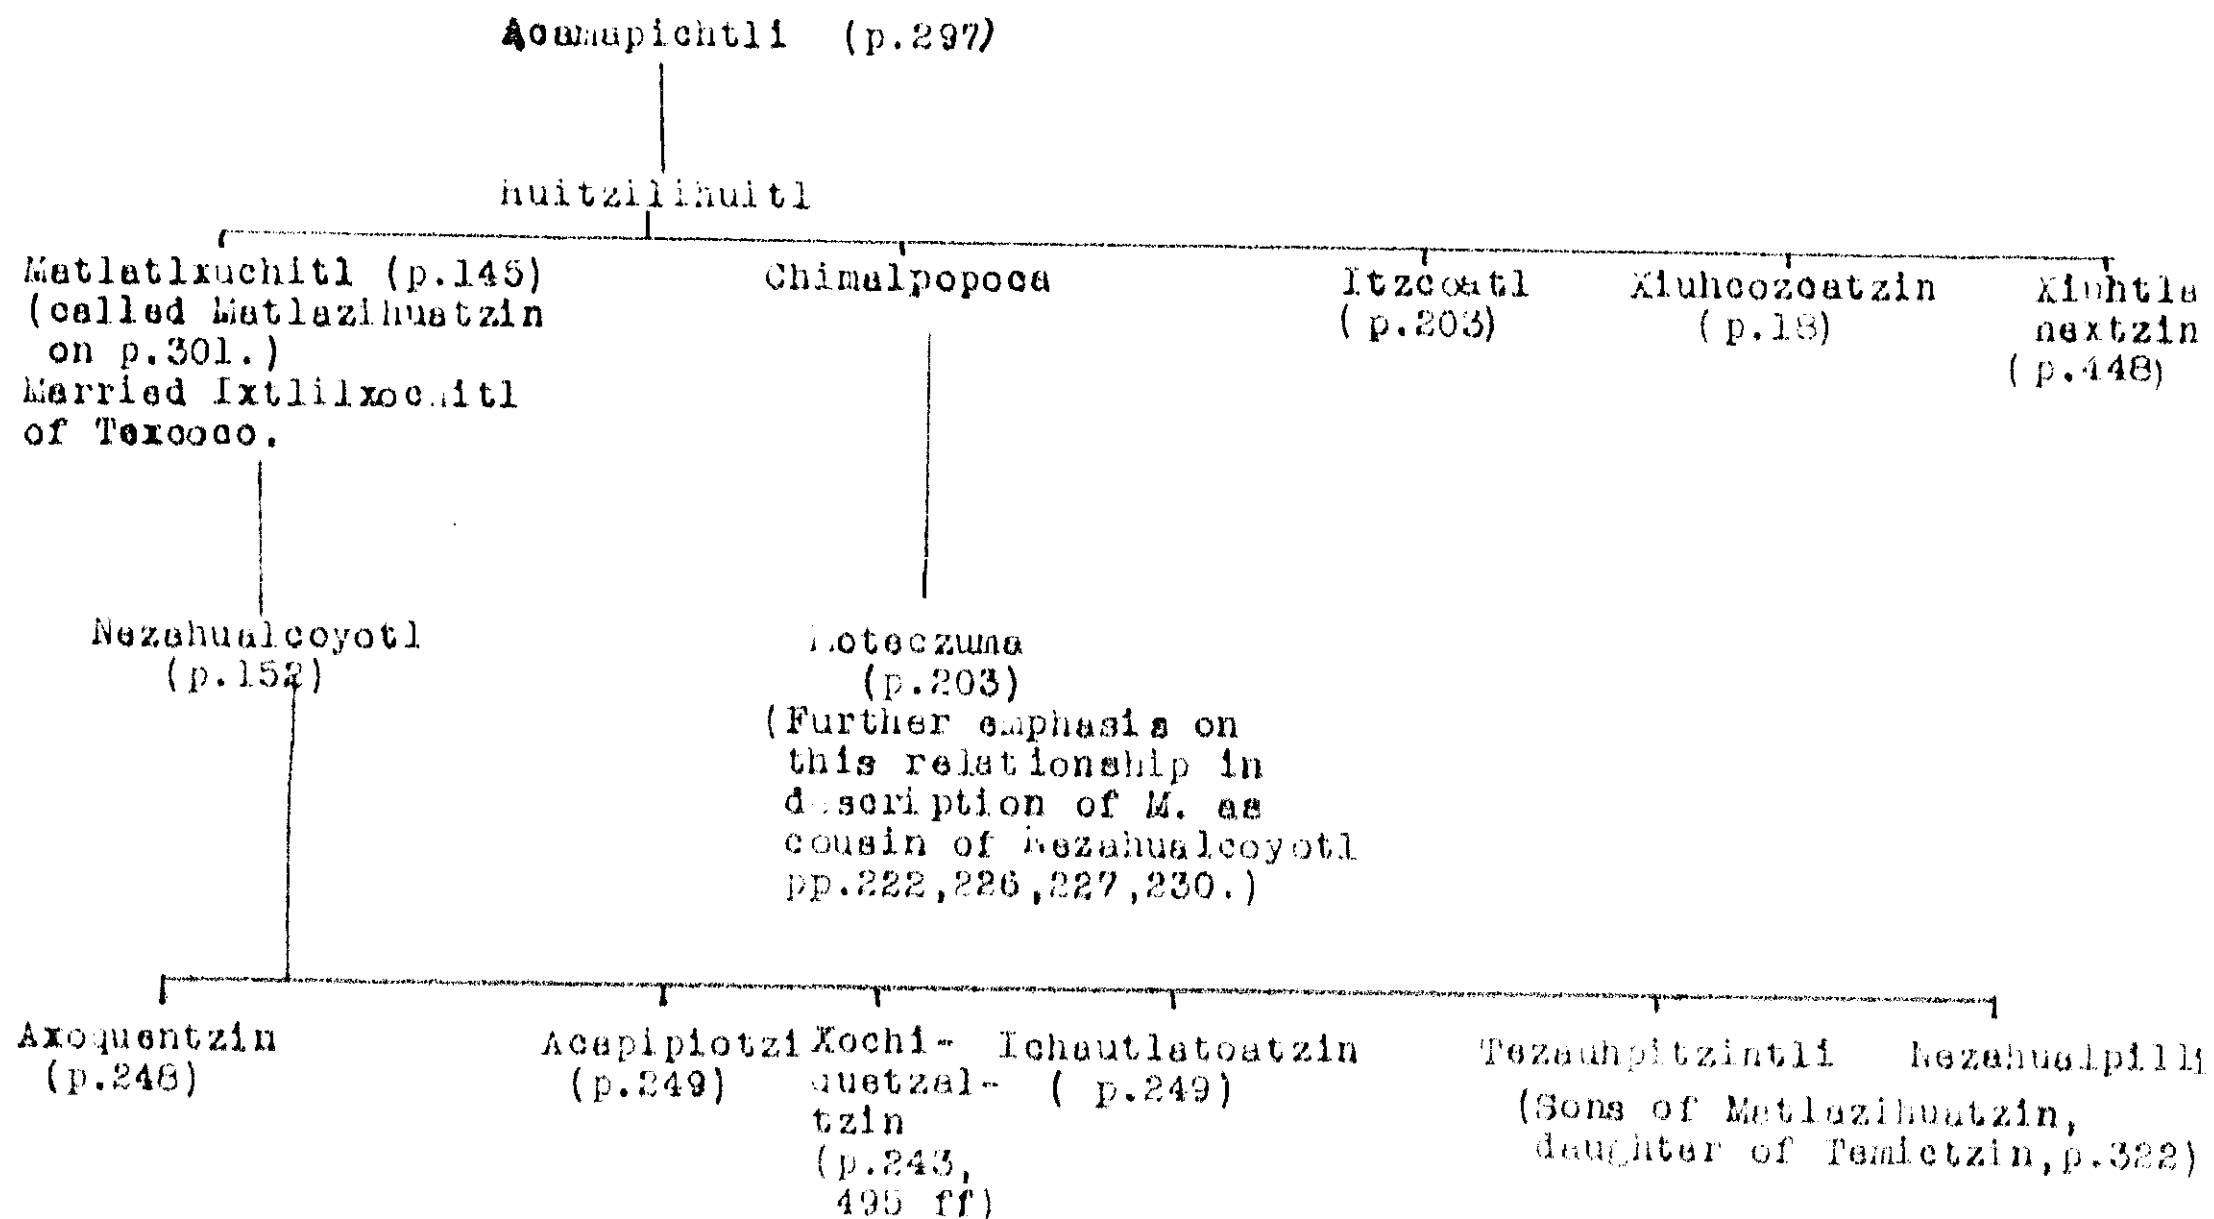 Acamapichtli (p.297)
Huitzilihuitl
Matlatlxuchitl (p.145)
(called Matlazihuatzin
on p.301.)
Married Ixtlilxochitl
of Texcoco.
Chimalpopoca
Itzcoatl
( p.203)
Xiuhcozcatzin
( p.18)
Xiuhtla
nextzin
( p.448)
Nezahualcoyotl
(p.152)
Moteczuma
(p.203)
(Further emphasis on
this relationship in
description of M. as
cousin of Nezahualcoyotl
pp.222,226,227,230.)
Axoquentzin
(p.248)
Acapipiotzi
(p.249)
Xochi-
quetzal-
tzin
(p.243,
495 ff)
Ichautlatoatzin
( p.249)
Tezauhpitzintli Nezahualpilli
(Sons of Matlazihuatzin,
daughter of Temictzin,p.322)